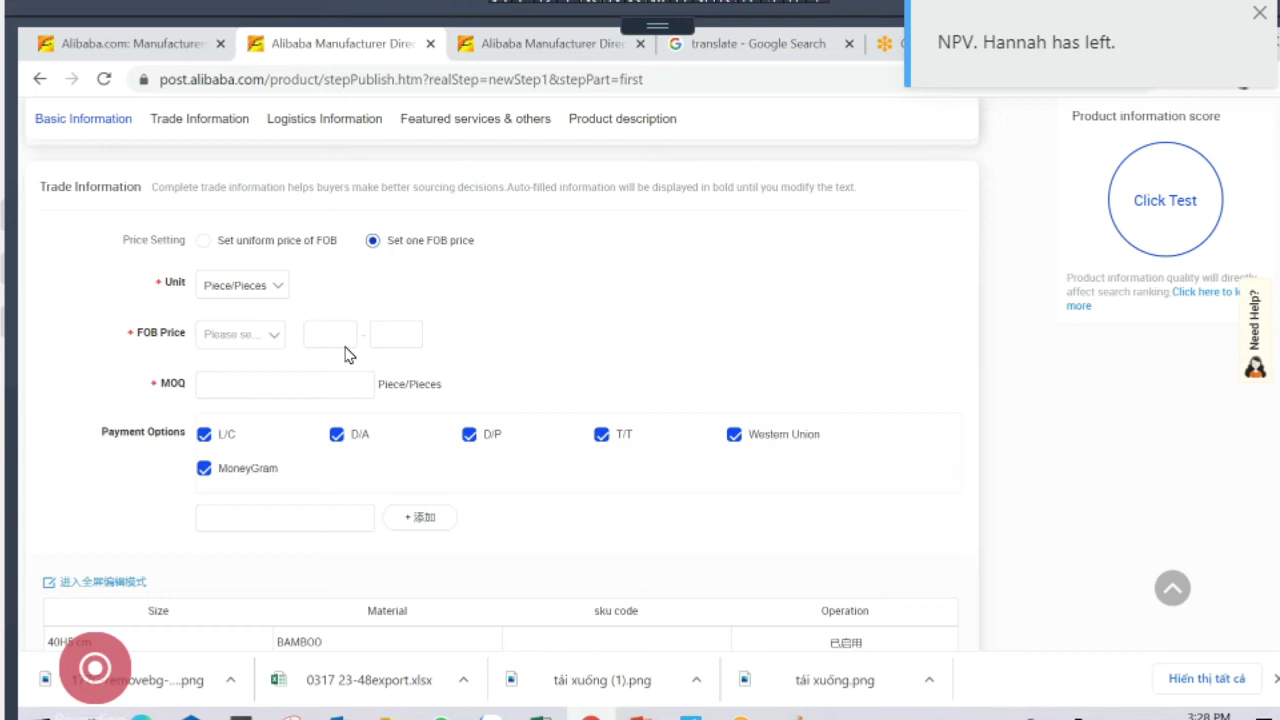 NPV. Hannah has left.
Alibaba.com: Manufacturer
Alibaba Manufacturer Direc
Alibaba Manufacturer Direc
translate - Google Search
post.alibaba.com/product/stepPublish.htm?realStep=newStep1&stepPart=first
Basic Information Trade Information Logistics Information Featured services & others Product description
Product information score
Click Test
Product information quality will directly
affect search ranking Click here to le
more
Need Help?
Trade Information Complete trade information helps buyers make better sourcing decisions.Auto-filled information will be displayed in bold until you modify the text.
Price Setting Set uniform price of FOB Set one FOB price
* Unit Piece/Pieces
* FOB Price Please se... -
* MOQ Piece/Pieces
Payment Options L/C D/A D/P T/T Western Union
MoneyGram
+ 添加
进入全屏编辑模式
Size Material sku code Operation
40H5 cm BAMBOO 已启用
removebg-....png 0317 23-48export.xlsx tải xuống (1).png tải xuống.png Hiển thị tất cả
3:28 PM